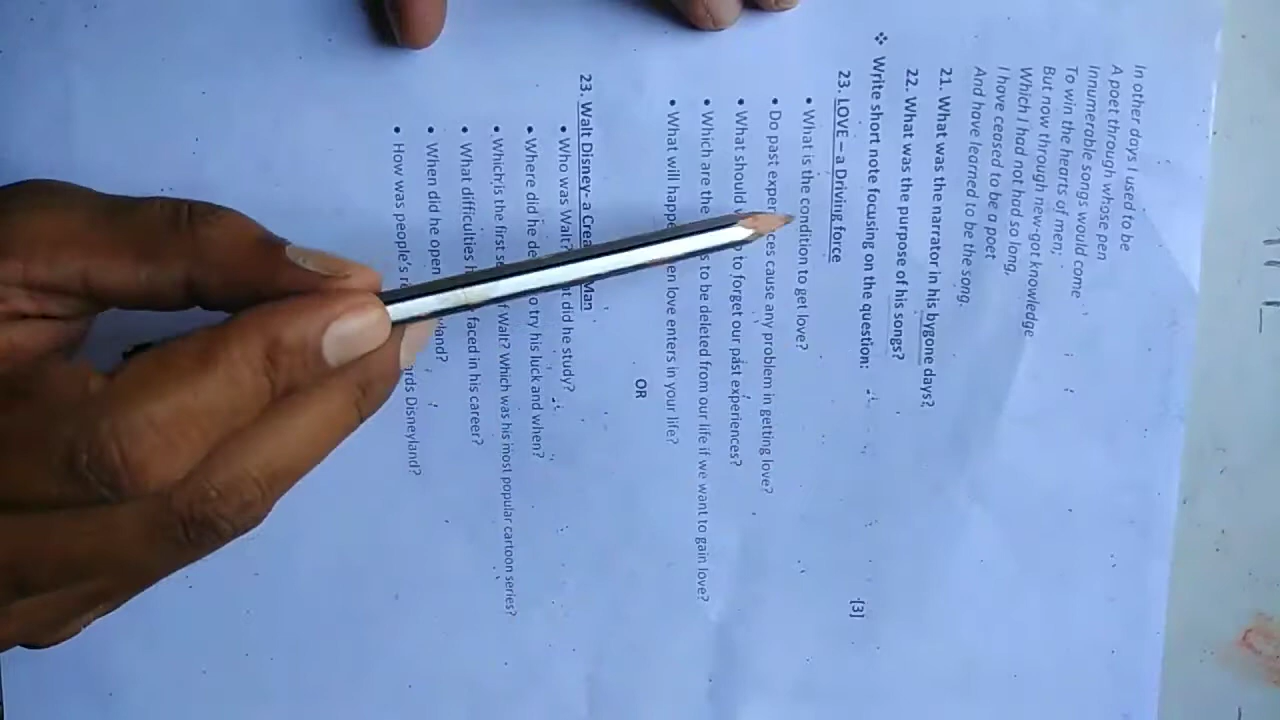 In other days I used to be
A poet through whose pen
Innumerable songs would come
To win the hearts of men;
But now through new-got knowledge
Which I had not had so long,
I have ceased to be a poet
And have learned to be the song.
21. What was the narrator in his bygone days?
22. What was the purpose of his songs?
❖ Write short note focusing on the question: [3]
23. LOVE – a Driving force
• What is the condition to get love?
• Do past ces cause any problem in getting love?
• What should to forget our past experiences?
• Which are the to be deleted from our life if we want to gain love?
• What will love enters in your life?
OR
23. Walt Disney- a Man
• Who was Walt? did he study?
• Where did he try his luck and when?
• Which is the first Walt? Which was his most popular cartoon series?
• What difficulties faced in his career?
• When did he open
• How was people's Disneyland?